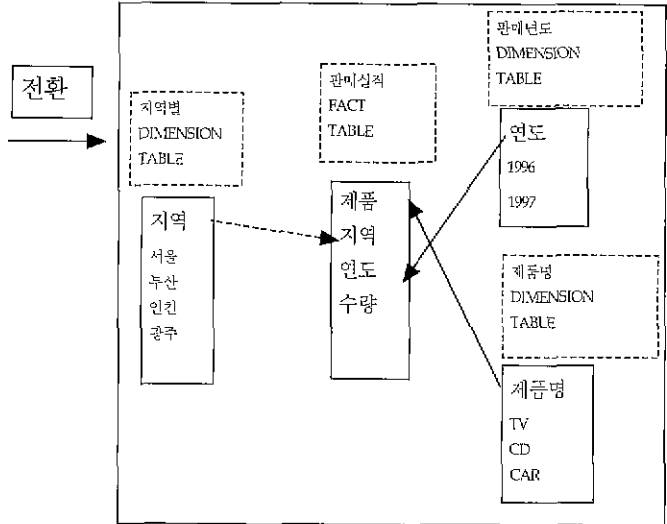 전환
지역별
DIMENSION
TABLE
지역
서울
부산
인천
광주
판매실적
FACT
TABLE
제품
지역
연도
수량
판매년도
DIMENSION
TABLE
연도
1996
1997
제품명
DIMENSION
TABLE
제품명
TV
CD
CAR